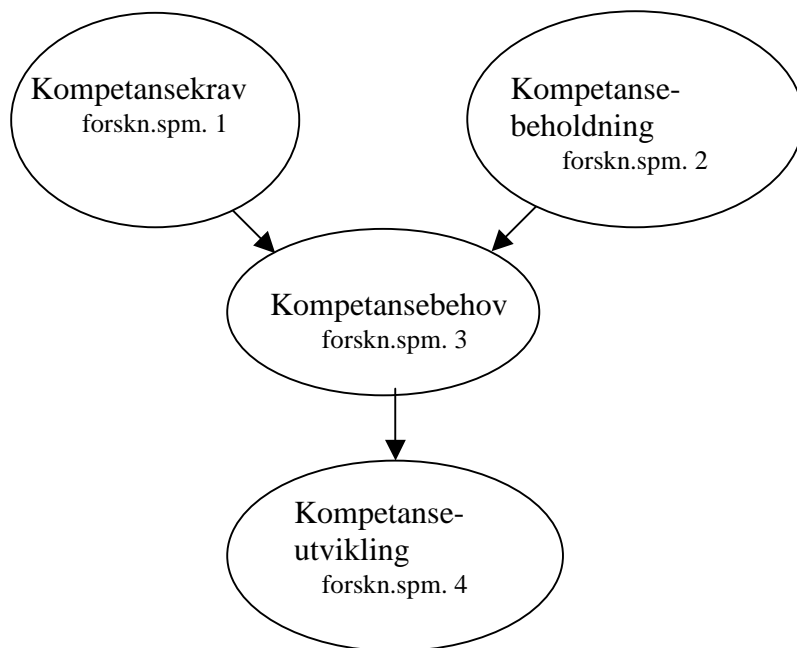 Kompetansekrav
forskn.spm. 1
Kompetanse-
beholdning
forskn.spm. 2
Kompetansebehov
forskn.spm. 3
Kompetanse-
utvikling
forskn.spm. 4